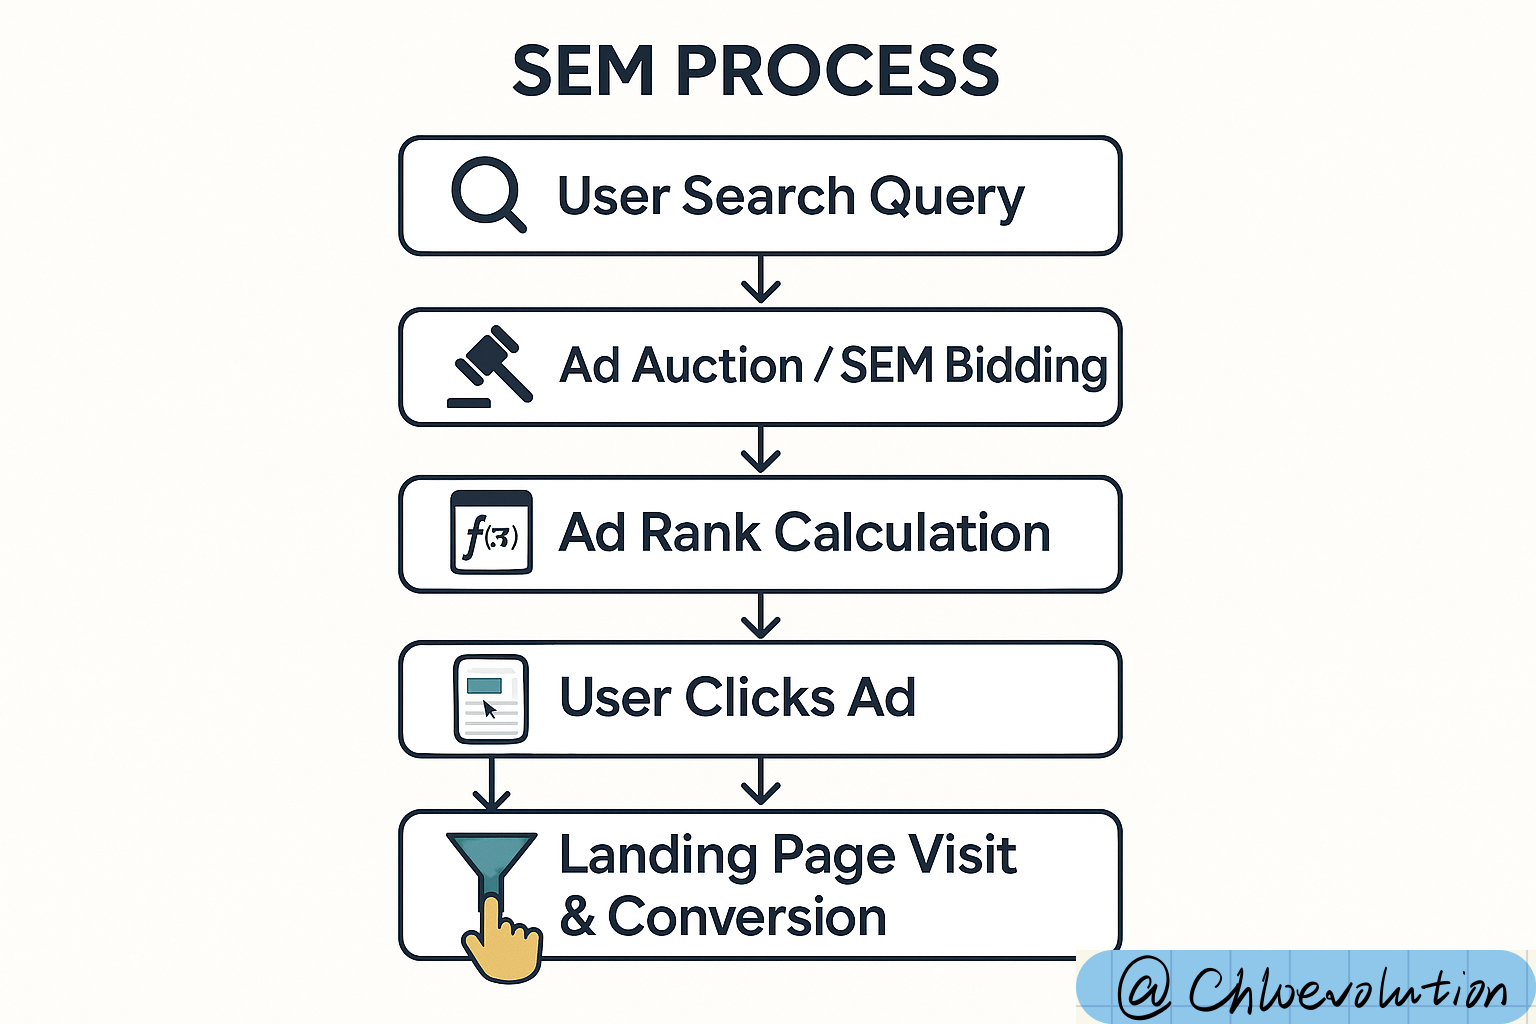 SEM PROCESS
User Search Query
Ad Auction / SEM Bidding
Ad Rank Calculation
User Clicks Ad
Landing Page Visit
& Conversion
@ Chloevolution